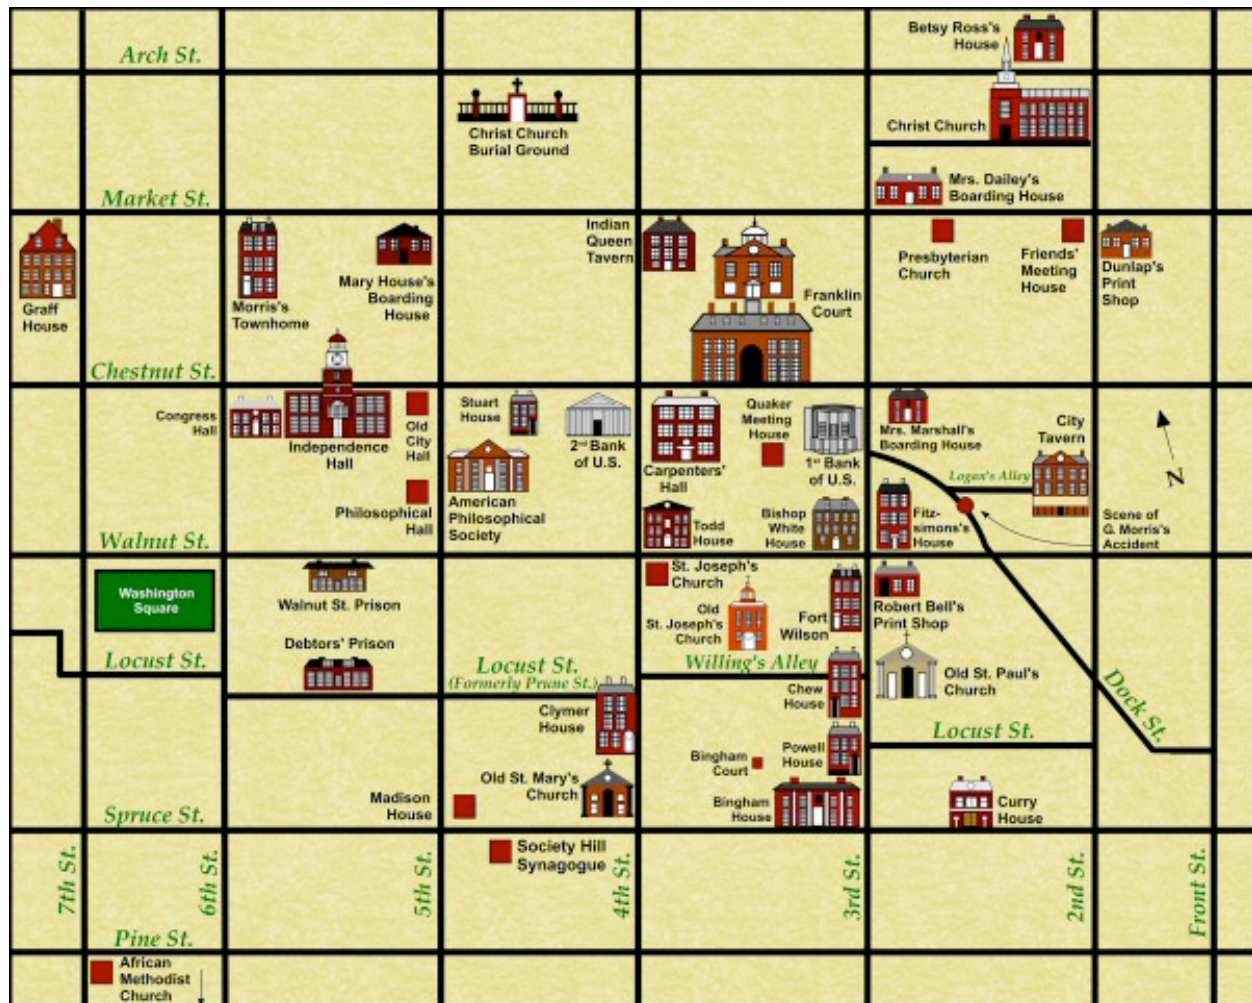 Betsy Ross's
House
Arch St.
Christ Church
Christ Church
Burial Ground
Mrs. Dailey's
Boarding House
Market St.
Indian
Queen
Tavern
Presbyterian
Church
Friends'
Meeting
House
Dunlap's
Print
Shop
Graff
House
Morris's
Townhome
Mary House's
Boarding
House
Franklin
Court
Chestnut St.
Congress
Hall
Independence
Hall
Old
City
Hall
Stuart
House
2nd Bank
of U.S.
Carpenters'
Hall
Quaker
Meeting
House
1st Bank
of U.S.
Mrs. Marshall's
Boarding House
City
Tavern
Logan's Alley
N
Philosophical
Hall
American
Philosophical
Society
Todd
House
Bishop
White
House
Fitz-
simons's
House
Scene of
G. Morris's
Accident
Walnut St.
Washington
Square
Walnut St. Prison
St. Joseph's
Church
Old
St. Joseph's
Church
Fort
Wilson
Robert Bell's
Print Shop
Debtors' Prison
Locust St.
Locust St.
(Formerly Prune St.)
Willing's Alley
Chew
House
Old St. Paul's
Church
Dock St.
Clymer
House
Bingham
Court
Powell
House
Locust St.
Old St. Mary's
Church
Madison
House
Bingham
House
Curry
House
Spruce St.
Society Hill
Synagogue
7th St.
6th St.
5th St.
4th St.
3rd St.
2nd St.
Front St.
Pine St.
African
Methodist
Church